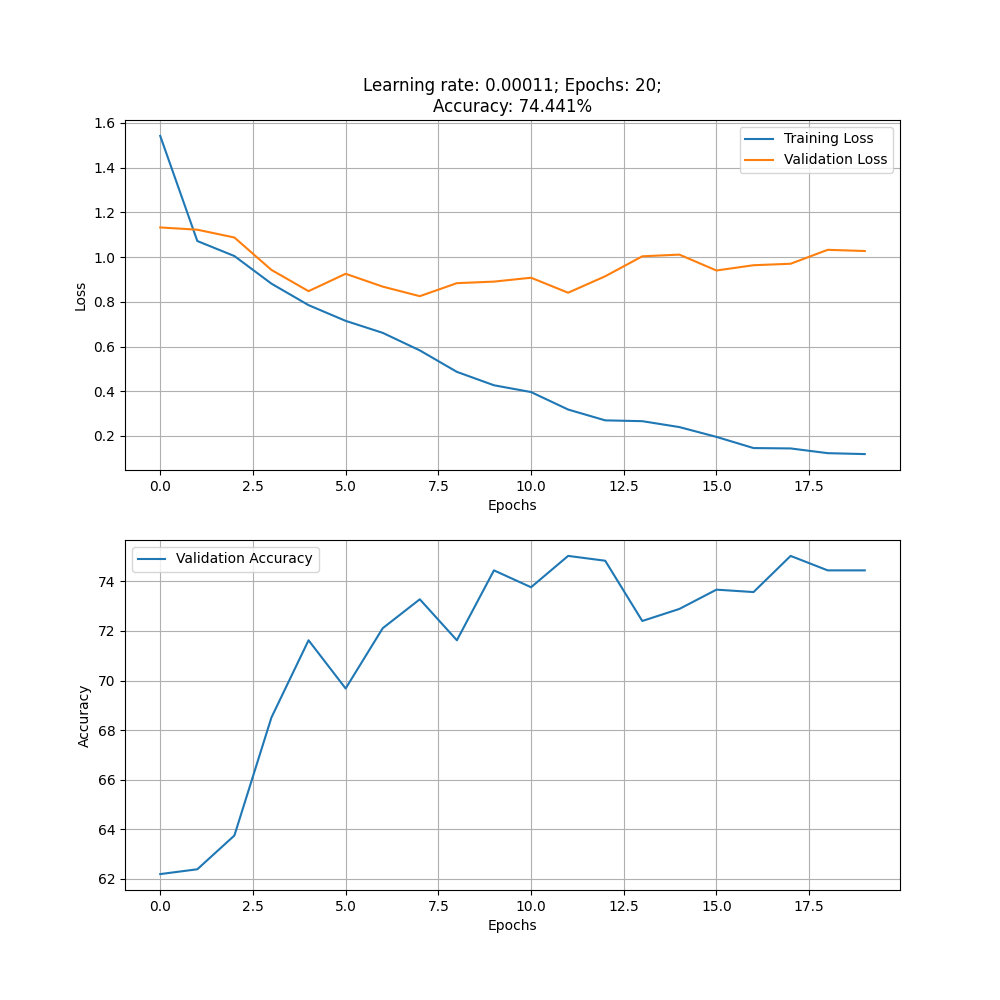 Learning rate: 0.00011; Epochs: 20;
Accuracy: 74.441%
1.6
1.4
1.2
1.0
0.8
0.6
0.4
0.2
Loss
Training Loss
Validation Loss
0.0 2.5 5.0 7.5 10.0 12.5 15.0 17.5
Epochs
Validation Accuracy
74
72
70
68
66
64
62
Accuracy
0.0 2.5 5.0 7.5 10.0 12.5 15.0 17.5
Epochs